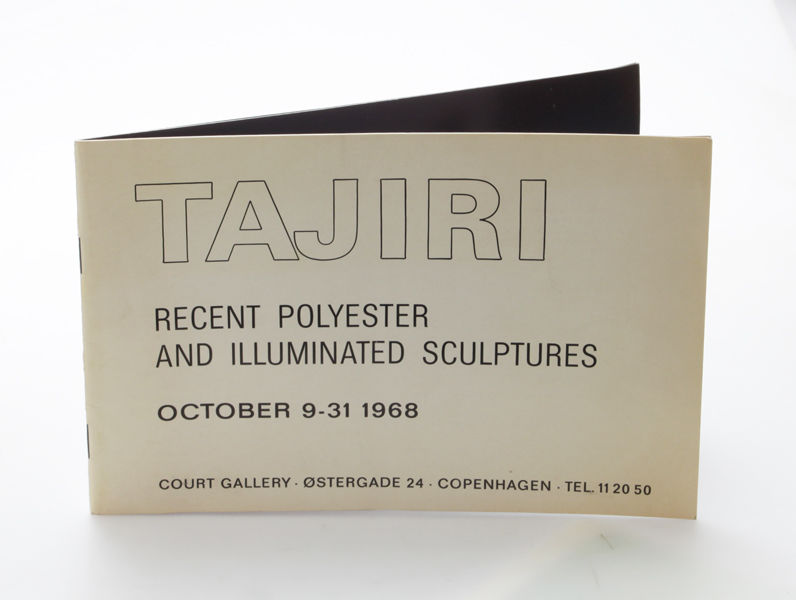 TAJIRI
RECENT POLYESTER
AND ILLUMINATED SCULPTURES
OCTOBER 9-31 1968
COURT GALLERY · ØSTERGADE 24 · COPENHAGEN · TEL. 11 20 50